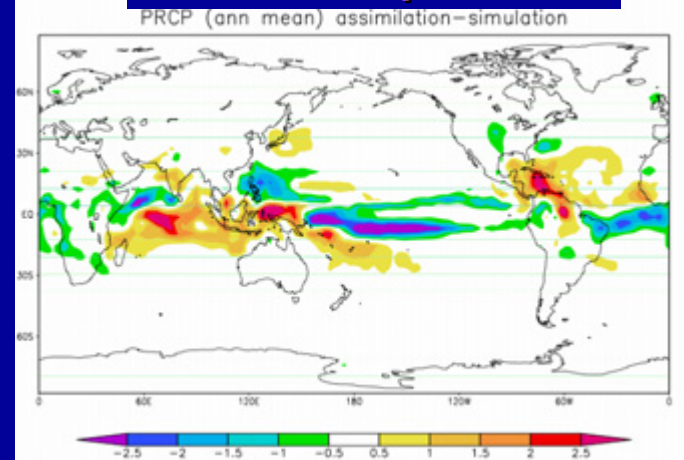 PRCP (ann mean) assimilation-simulation
60N
30N
EQ
30S
60S
0 60E 120E 180 120W 60W 0
-2.5 -2 -1.5 -1 -0.5 0.5 1 1.5 2 2.5